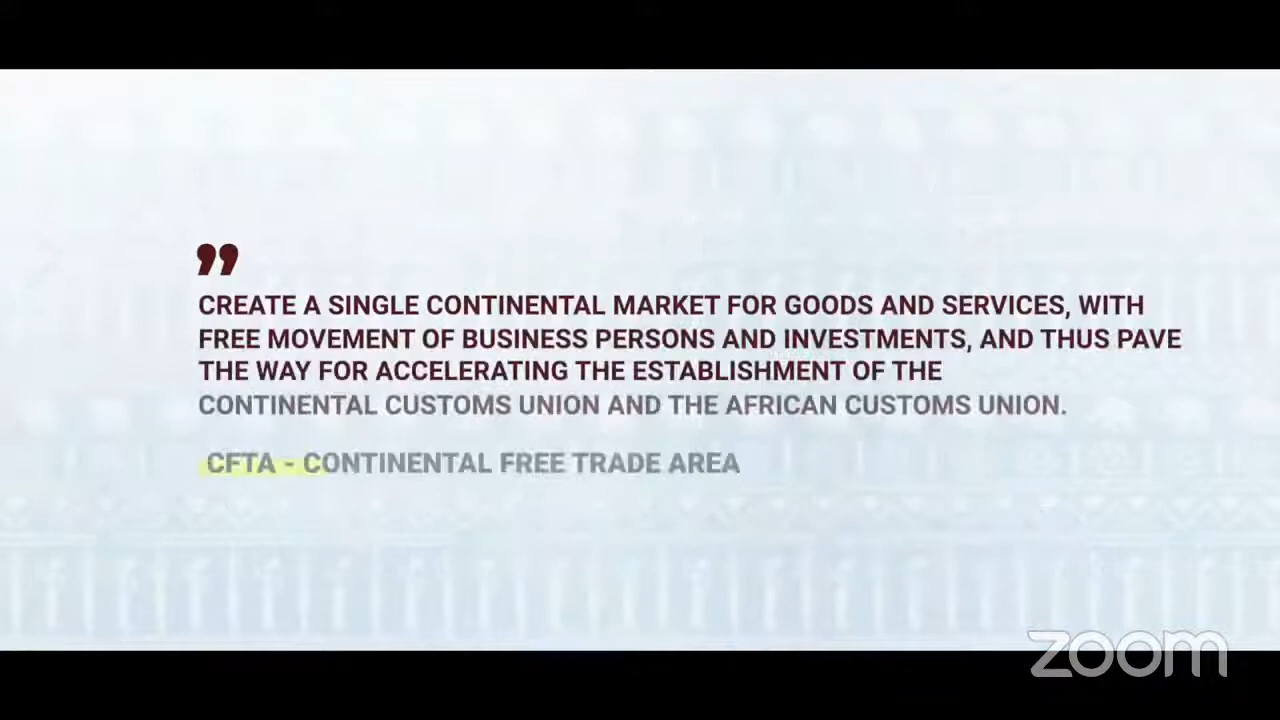 ”
CREATE A SINGLE CONTINENTAL MARKET FOR GOODS AND SERVICES, WITH
FREE MOVEMENT OF BUSINESS PERSONS AND INVESTMENTS, AND THUS PAVE
THE WAY FOR ACCELERATING THE ESTABLISHMENT OF THE
CONTINENTAL CUSTOMS UNION AND THE AFRICAN CUSTOMS UNION.
CFTA - CONTINENTAL FREE TRADE AREA
zoom